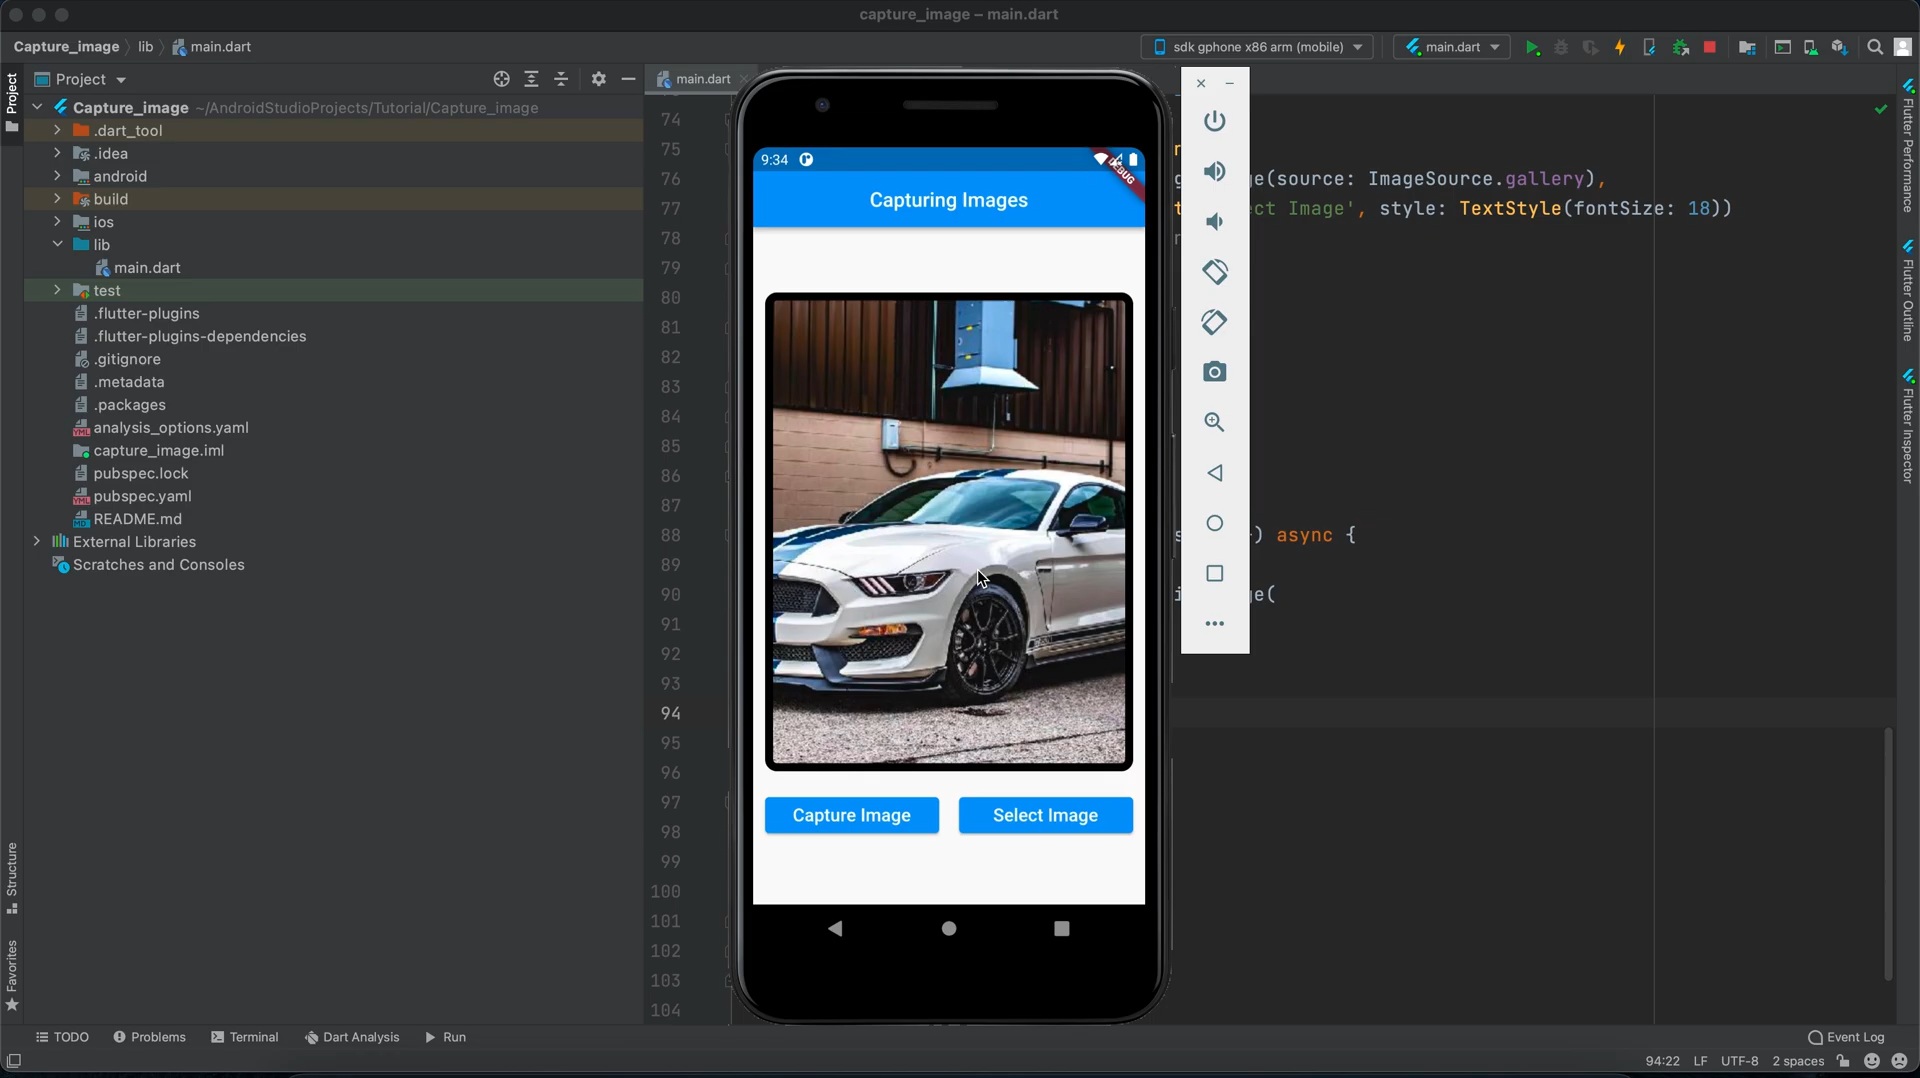 capture_image – main.dart
Capture_image lib main.dart
sdk gphone x86 arm (mobile) main.dart
Project
Project
main.dart
Capture_image ~/AndroidStudioProjects/Tutorial/Capture_image
.dart_tool
.idea
android
build
ios
lib
main.dart
test
.flutter-plugins
.flutter-plugins-dependencies
.gitignore
.metadata
.packages
analysis_options.yaml
capture_image.iml
pubspec.lock
pubspec.yaml
README.md
External Libraries
Scratches and Consoles
Structure
Favorites
74
75
76
77
78
79
80
81
82
83
84
85
86
87
88
89
90
91
92
93
94
95
96
97
98
99
100
101
102
103
104
9:34
DEBUG
Capturing Images
Capture Image Select Image
(source: ImageSource.gallery),
Image', style: TextStyle(fontSize: 18))
) async {
(
Flutter Performance
Flutter Outline
Flutter Inspector
TODO Problems Terminal Dart Analysis Run Event Log
94:22 LF UTF-8 2 spaces